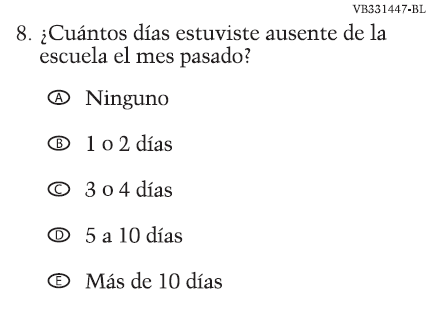 VB331447-BL
8. ¿Cuántos días estuviste ausente de la
escuela el mes pasado?
A Ninguno
B 1 o 2 días
C 3 o 4 días
D 5 a 10 días
E Más de 10 días